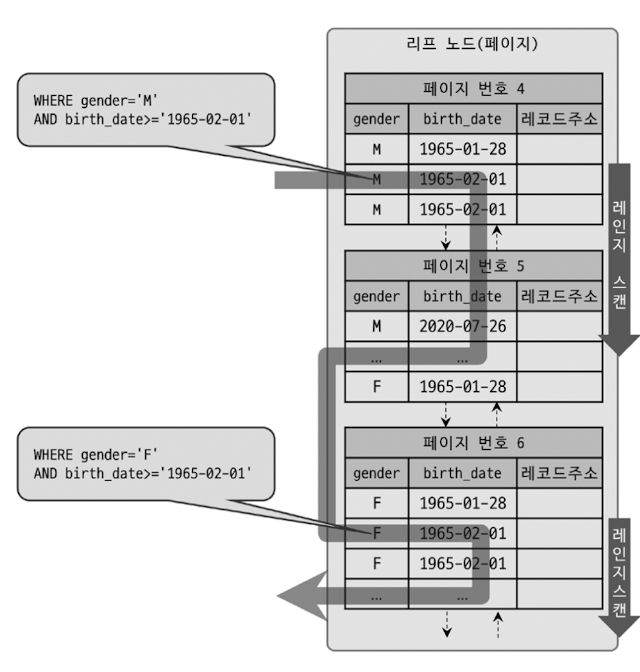 리프 노드(페이지)
WHERE gender='M'
AND birth_date>='1965-02-01'
페이지 번호 4
gender birth_date 레코드주소
M 1965-01-28
M 1965-02-01
M 1965-02-01
레인지 스캔
페이지 번호 5
gender birth_date 레코드주소
M 2020-07-26
... ...
F 1965-01-28
WHERE gender='F'
AND birth_date>='1965-02-01'
페이지 번호 6
gender birth_date 레코드주소
F 1965-01-28
F 1965-02-01
F 1965-02-01
... ...
레인지스캔